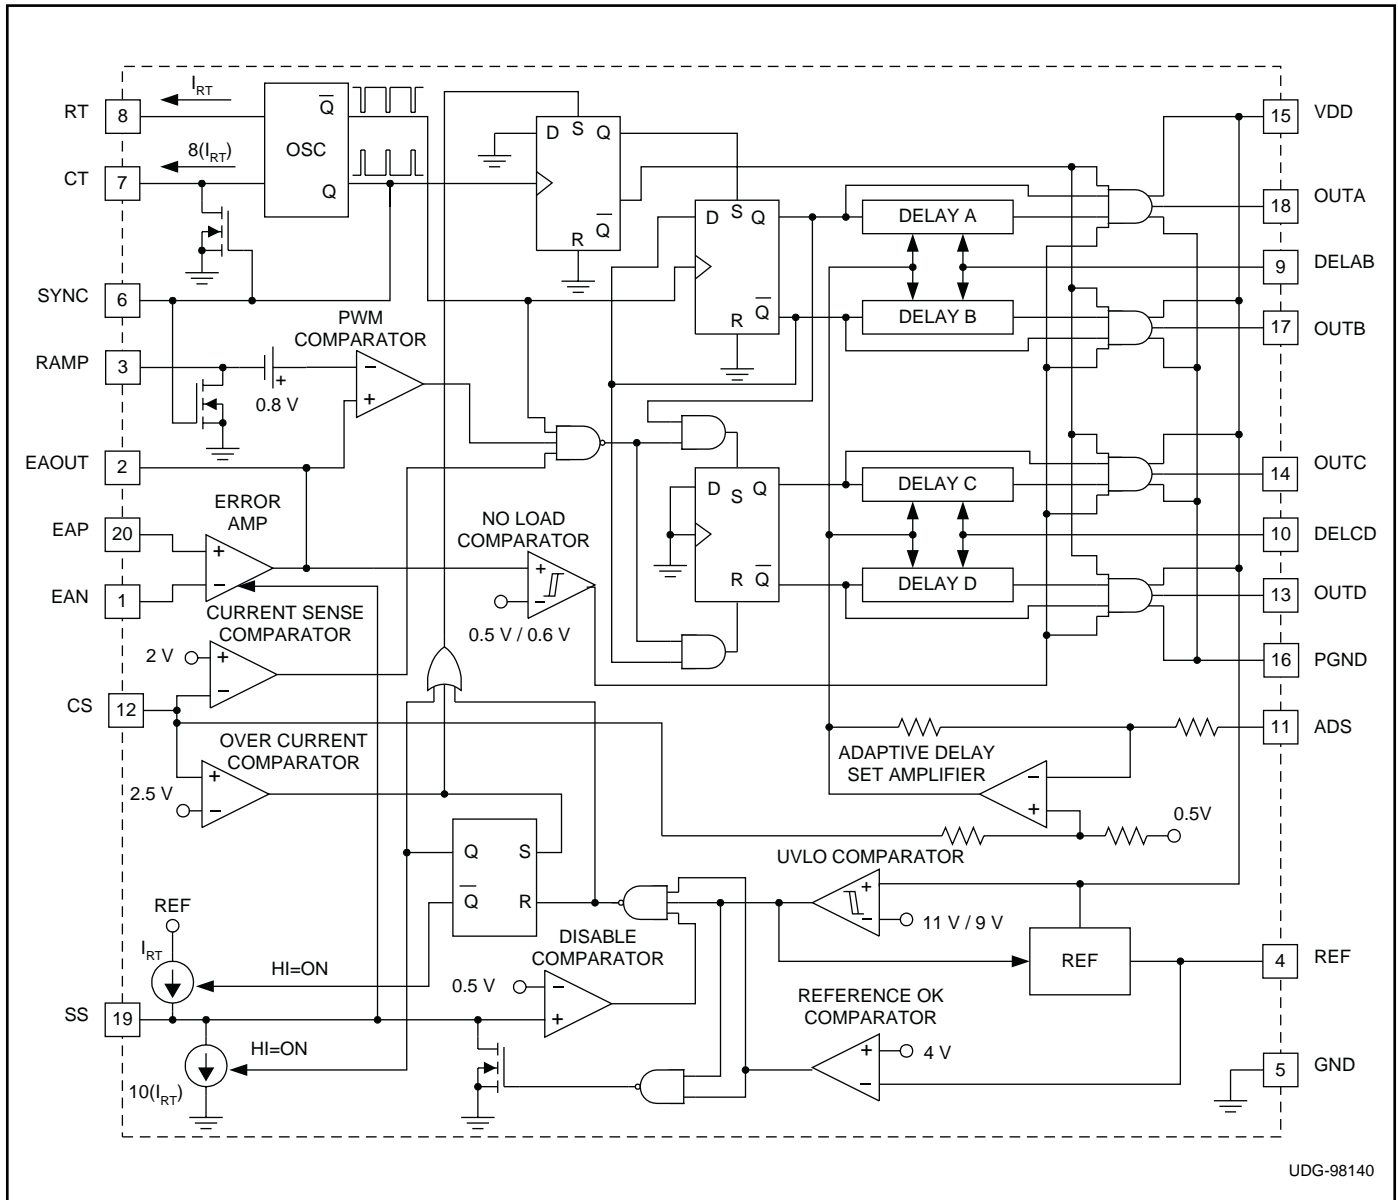 RT
8
I_RT
CT
7
8(I_RT)
OSC
Q̅
Q
SYNC
6
RAMP
3
+
0.8 V
PWM
COMPARATOR
−
+
EAOUT
2
ERROR
AMP
EAP
20
+
EAN
1
−
CURRENT SENSE
COMPARATOR
2 V
+
−
CS
12
OVER CURRENT
COMPARATOR
2.5 V
+
−
NO LOAD
COMPARATOR
+
−
0.5 V / 0.6 V
D S Q
Q̅
R
D S Q
R Q̅
D S Q
R Q̅
DELAY A
DELAY B
DELAY C
DELAY D
15
VDD
18
OUTA
9
DELAB
17
OUTB
14
OUTC
10
DELCD
13
OUTD
16
PGND
11
ADS
ADAPTIVE DELAY
SET AMPLIFIER
−
+
0.5V
UVLO COMPARATOR
+
−
11 V / 9 V
Q S
Q̅ R
REF
I_RT
HI=ON
SS
19
HI=ON
10(I_RT)
DISABLE
COMPARATOR
0.5 V
−
+
REF
4
REF
REFERENCE OK
COMPARATOR
+
4 V
−
5
GND
UDG-98140